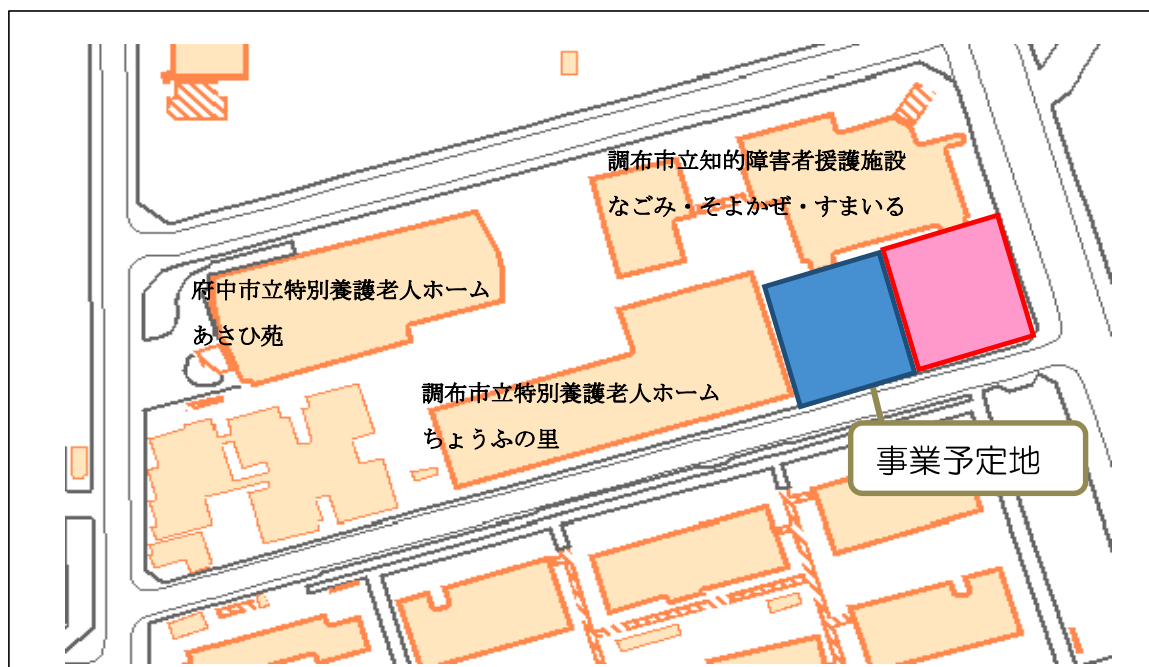 調布市立知的障害者援護施設
なごみ・そよかぜ・すまいる
府中市立特別養護老人ホーム
あさひ苑
調布市立特別養護老人ホーム
ちょうふの里
事業予定地